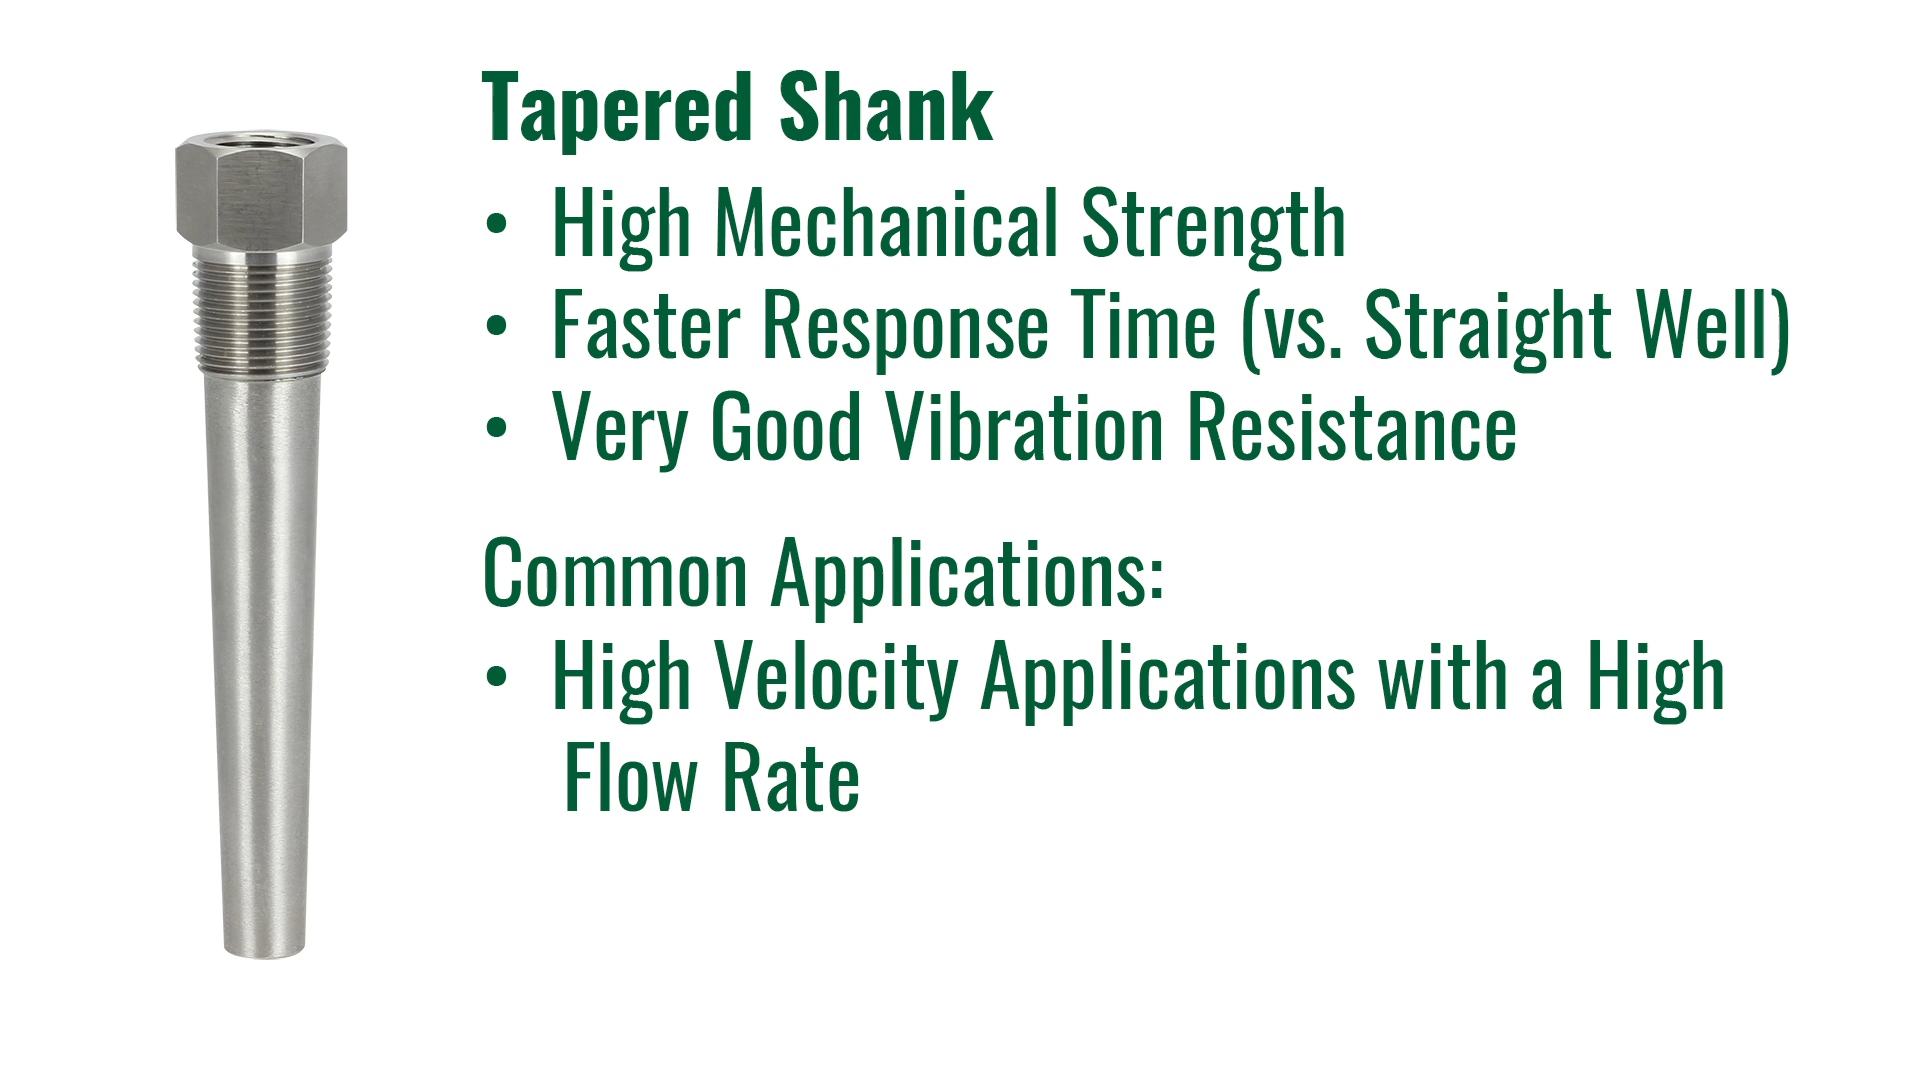 Tapered Shank
• High Mechanical Strength
• Faster Response Time (vs. Straight Well)
• Very Good Vibration Resistance
Common Applications:
• High Velocity Applications with a High
Flow Rate